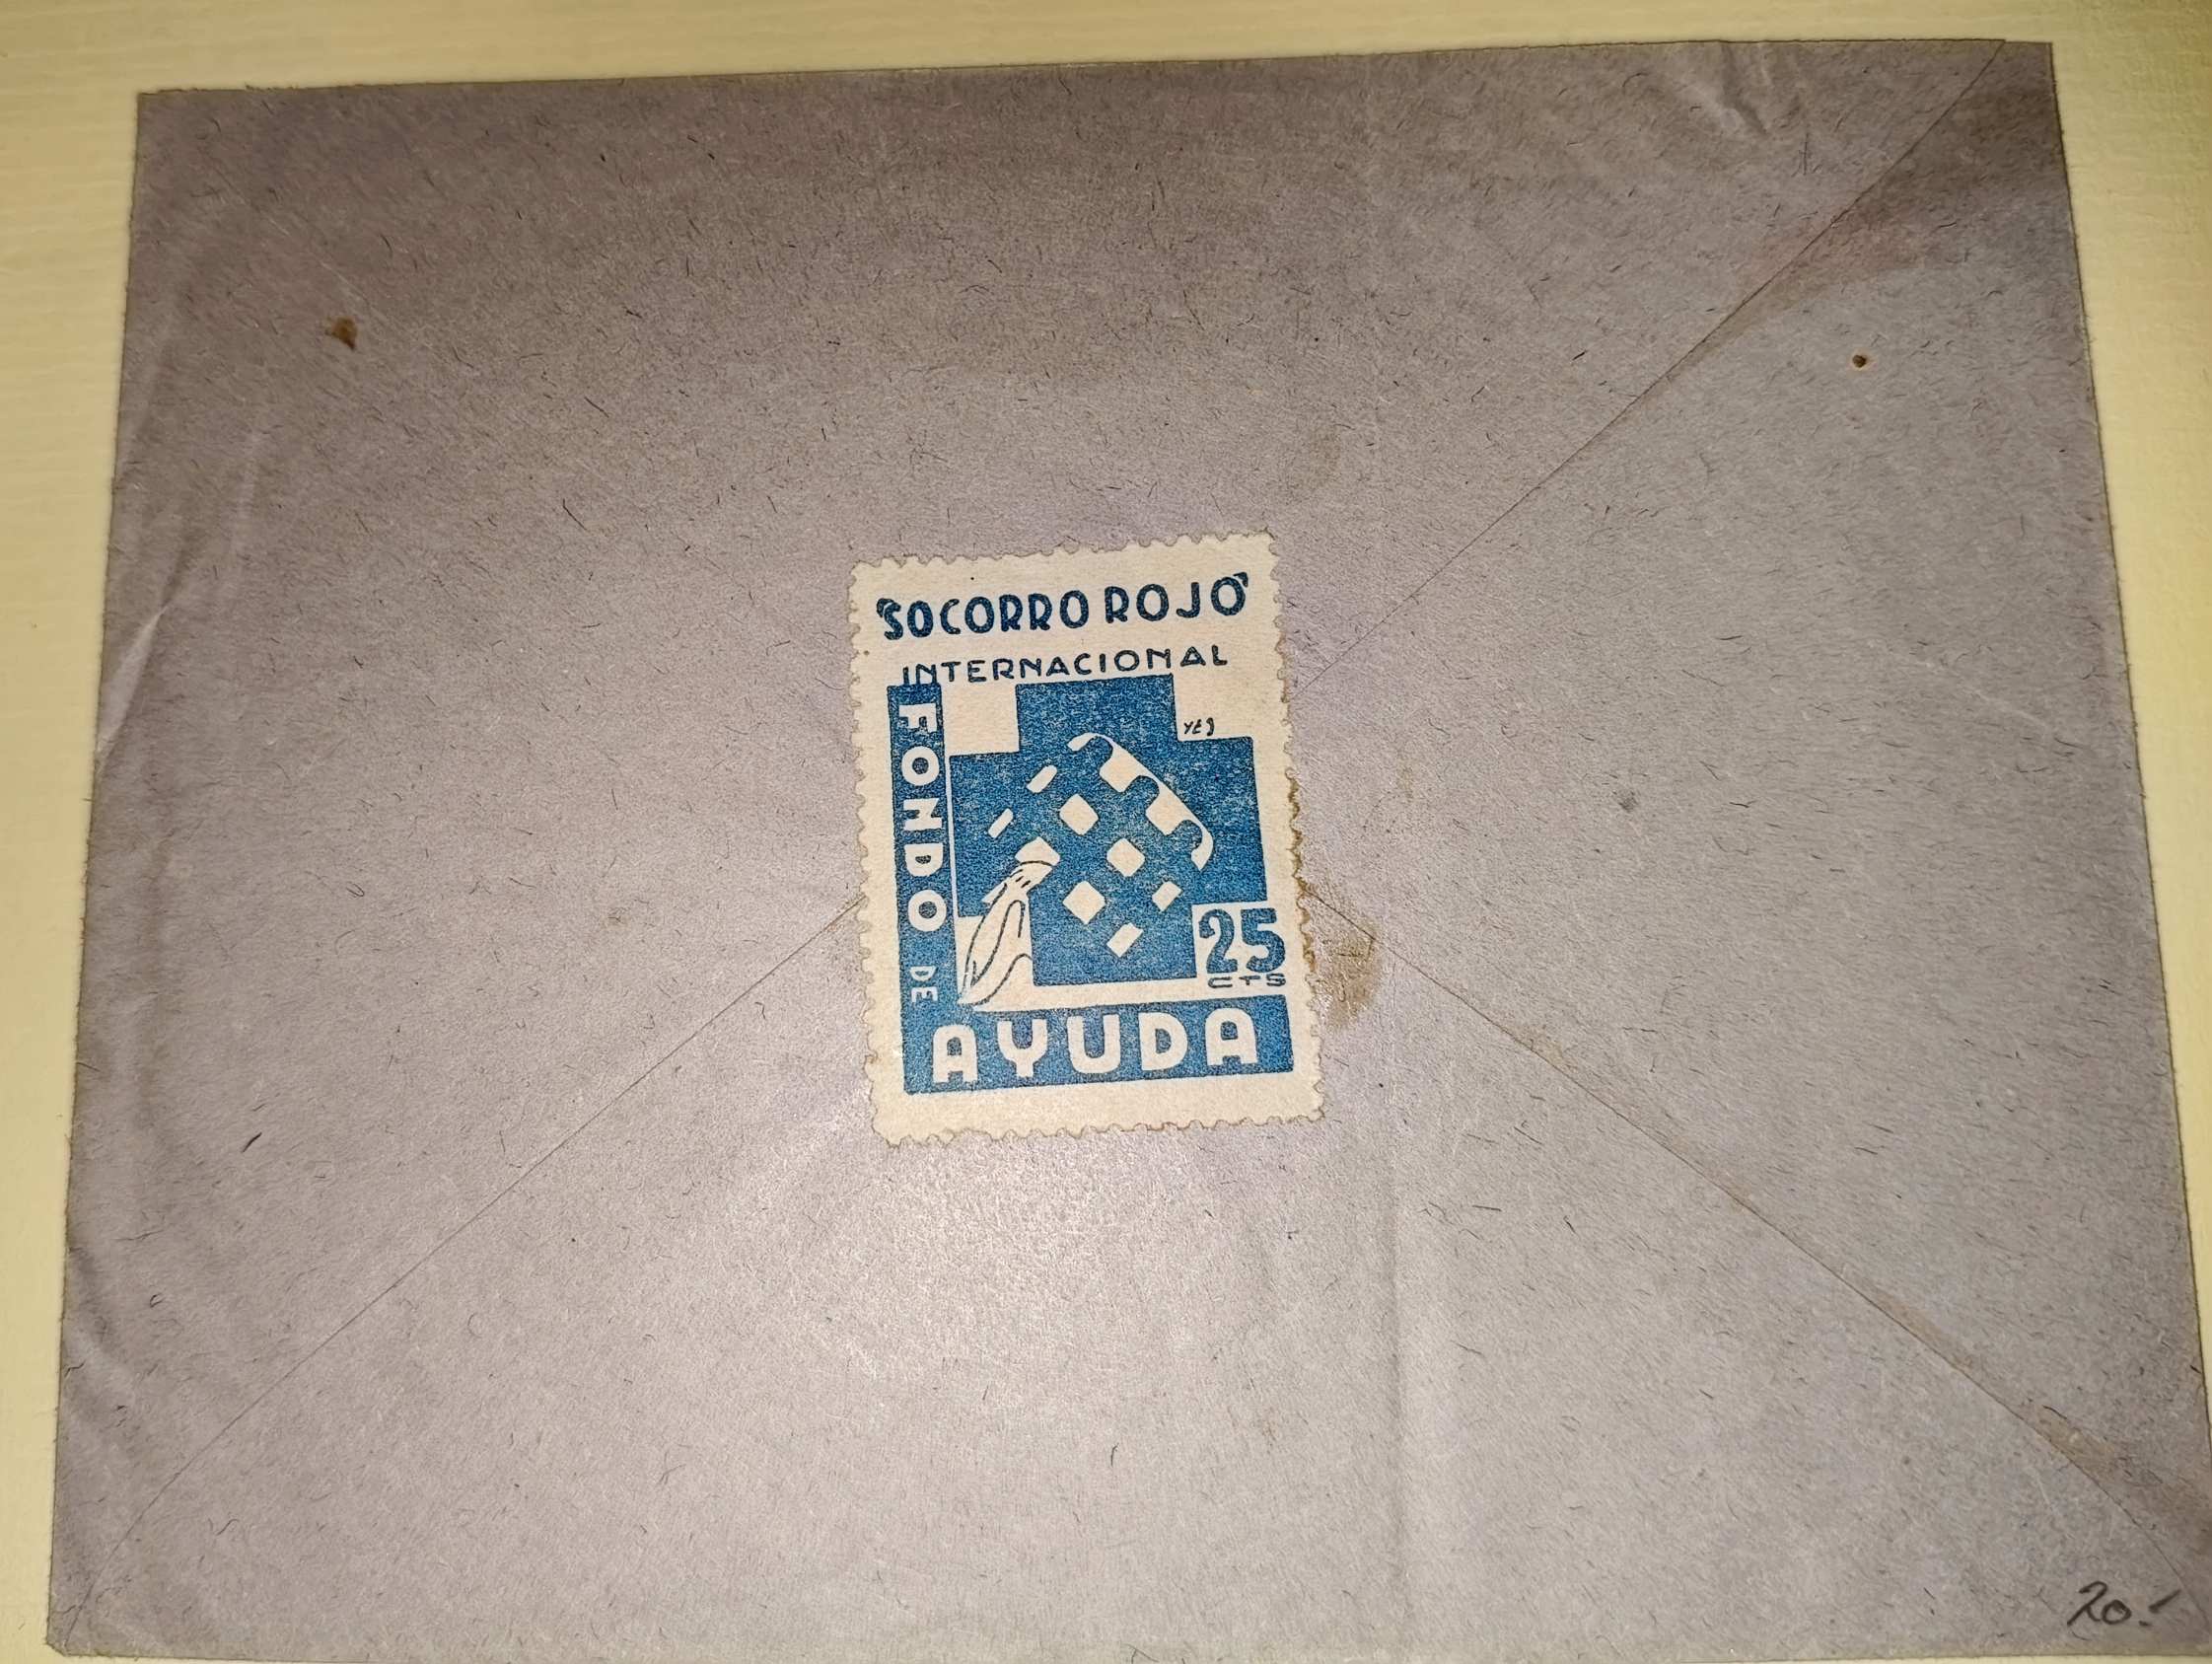 "SOCORRO ROJO"
INTERNACIONAL
FONDO DE
YES
25
CTS
AYUDA
20.-